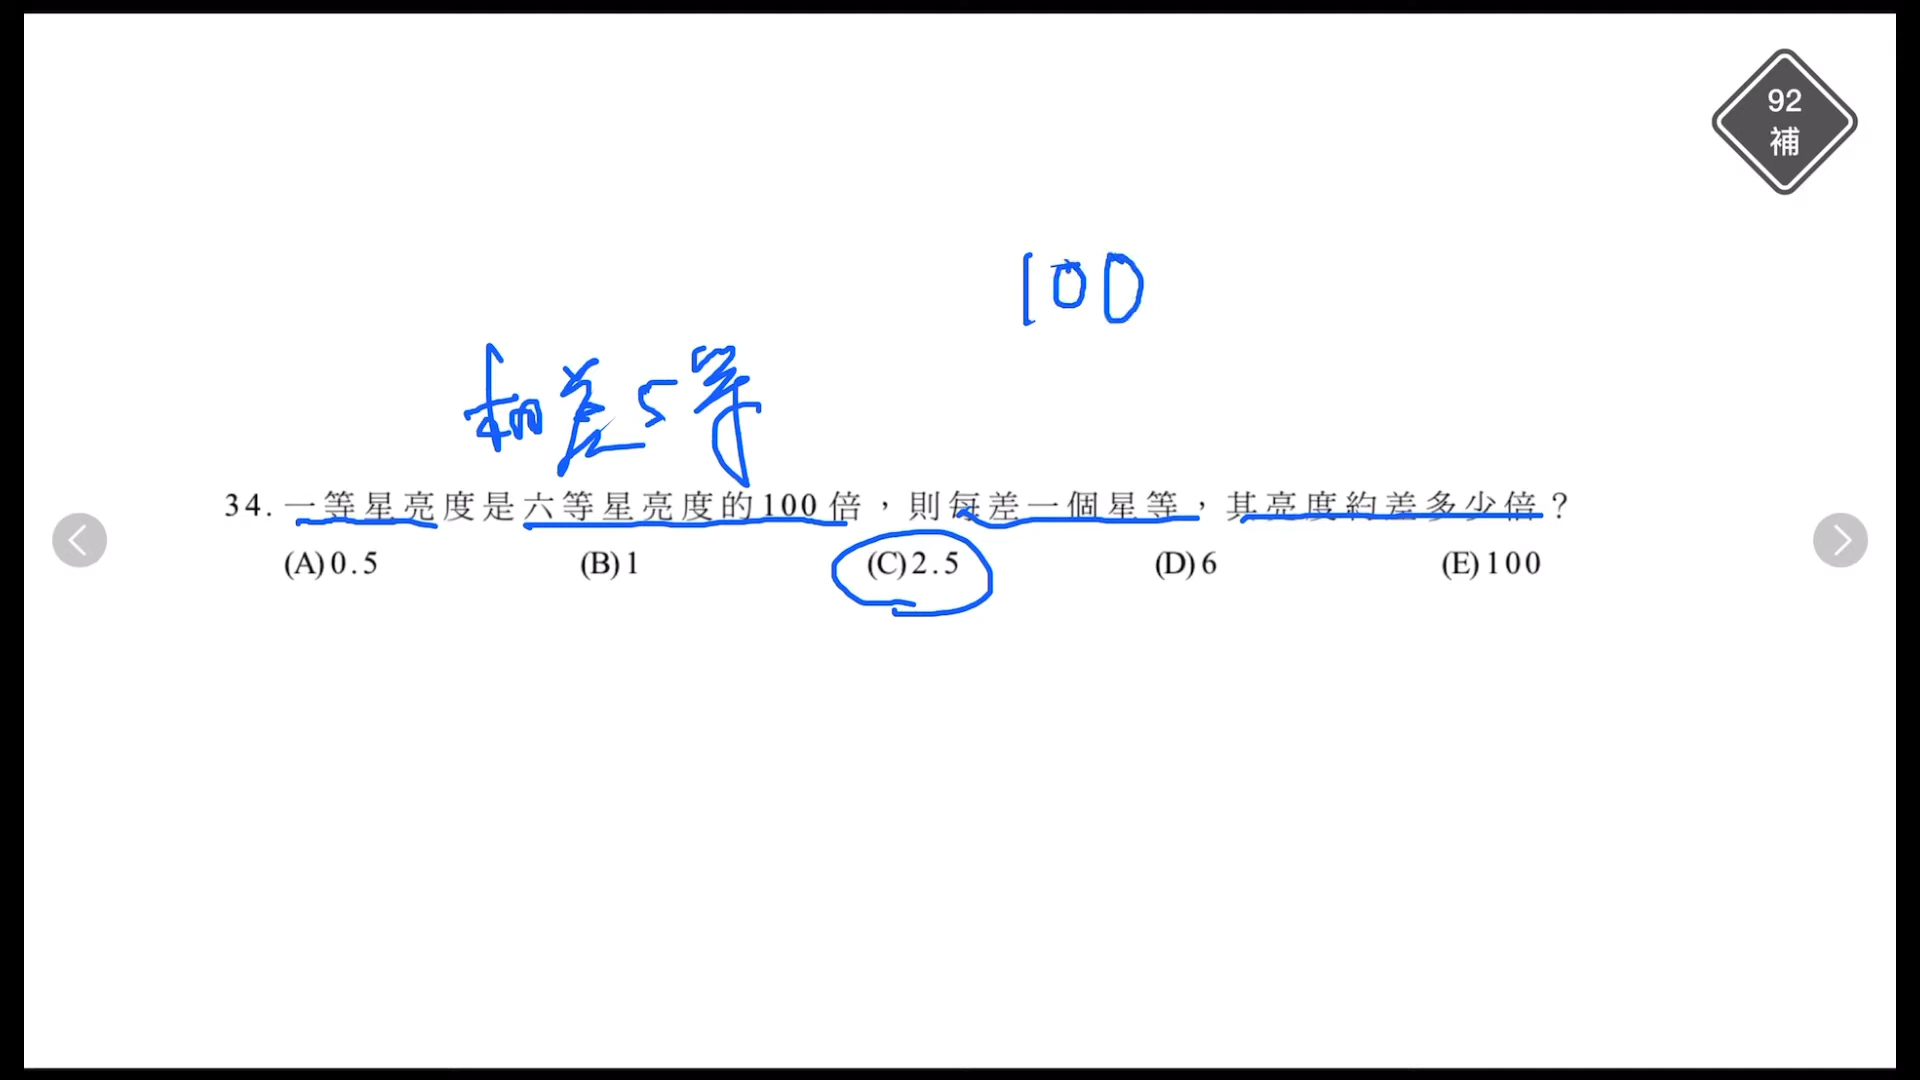 92
補
100
相差5等
34.一等星亮度是六等星亮度的100倍，則每差一個星等，其亮度約差多少倍？
(A)0.5 (B)1 (C)2.5 (D)6 (E)100